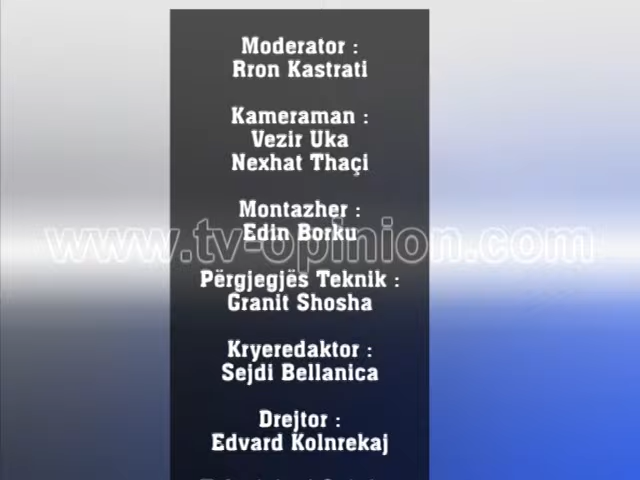 Moderator :
Rron Kastrati
Kameraman :
Vezir Uka
Nexhat Thaçi
Montazher :
Edin Borku
www.tv-opinion.com
Përgjegjës Teknik :
Granit Shosha
Kryeredaktor :
Sejdi Bellanica
Drejtor :
Edvard Kolnrekaj